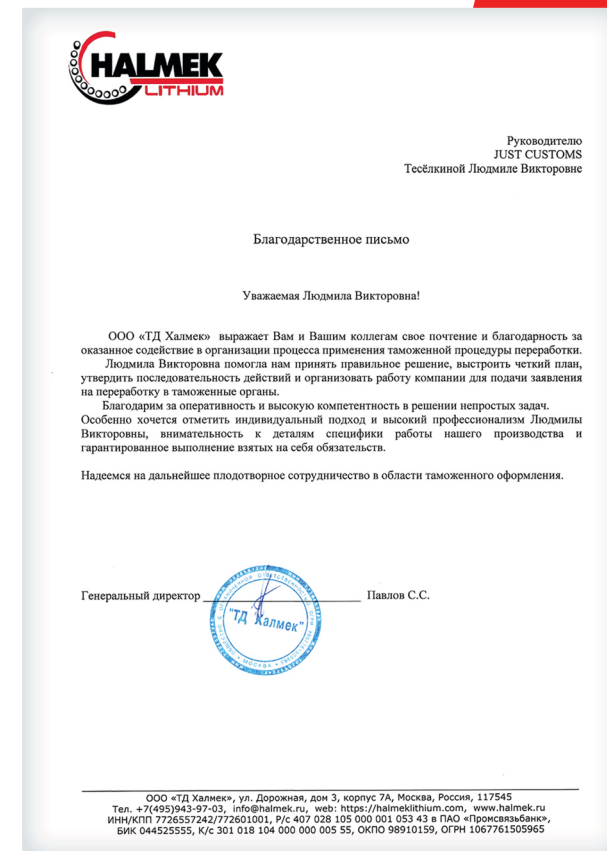 HALMEK
LITHIUM
Руководителю
JUST CUSTOMS
Тесёлкиной Людмиле Викторовне
Благодарственное письмо
Уважаемая Людмила Викторовна!
ООО «ТД Халмек» выражает Вам и Вашим коллегам свое почтение и благодарность за
оказанное содействие в организации процесса применения таможенной процедуры переработки.
Людмила Викторовна помогла нам принять правильное решение, выстроить четкий план,
утвердить последовательность действий и организовать работу компании для подачи заявления
на переработку в таможенные органы.
Благодарим за оперативность и высокую компетентность в решении непростых задач.
Особенно хочется отметить индивидуальный подход и высокий профессионализм Людмилы
Викторовны, внимательность к деталям специфики работы нашего производства и
гарантированное выполнение взятых на себя обязательств.
Надеемся на дальнейшее плодотворное сотрудничество в области таможенного оформления.
Генеральный директор Павлов С.С.
"ТД Халмек"
МОСКВА
ООО «ТД Халмек», ул. Дорожная, дом 3, корпус 7А, Москва, Россия, 117545
Тел. +7(495)943-97-03, info@halmek.ru, web: https://halmeklithium.com, www.halmek.ru
ИНН/КПП 7726557242/772601001, Р/с 407 028 105 000 001 053 43 в ПАО «Промсвязьбанк»,
БИК 044525555, К/с 301 018 104 000 000 005 55, ОКПО 98910159, ОГРН 1067761505965